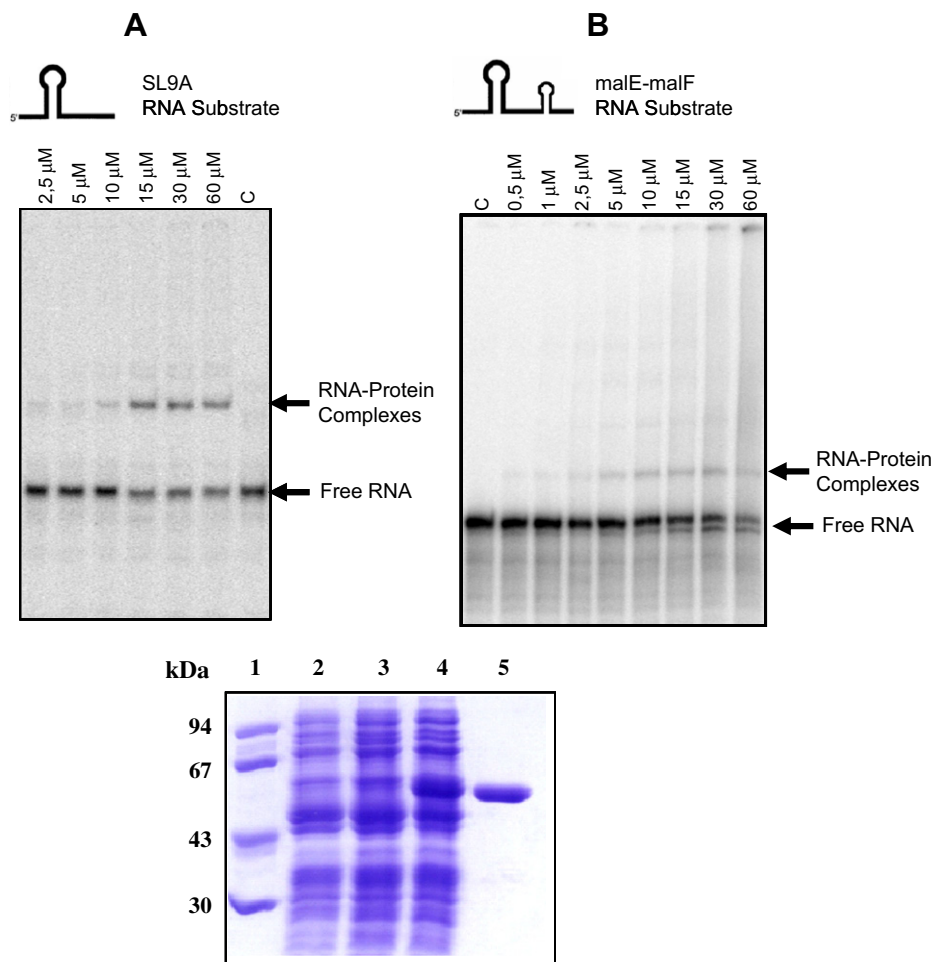 A
SL9A
RNA Substrate
5'
2,5 µM
5 µM
10 µM
15 µM
30 µM
60 µM
C
RNA-Protein
Complexes
Free RNA
B
malE-malF
RNA Substrate
5'
C
0,5 µM
1 µM
2,5 µM
5 µM
10 µM
15 µM
30 µM
60 µM
RNA-Protein
Complexes
Free RNA
kDa 1 2 3 4 5
94
67
43
30